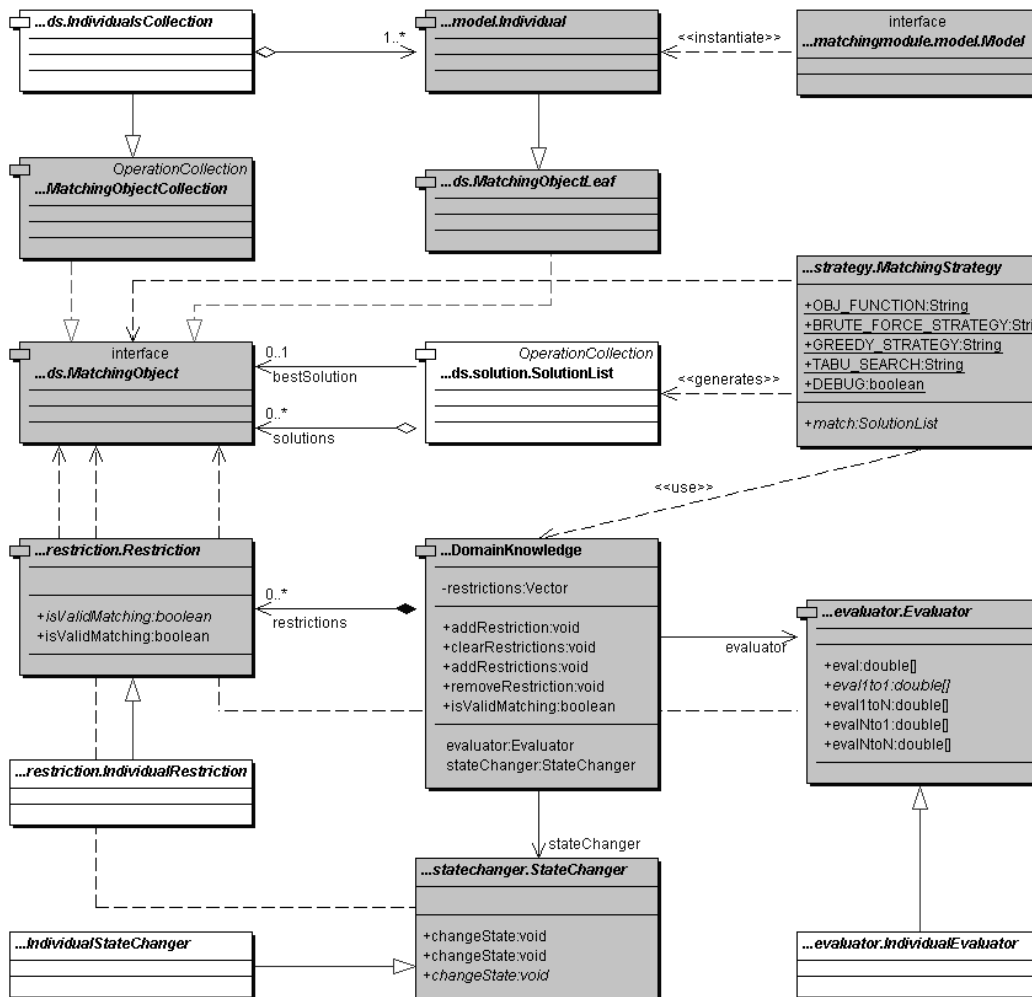 ...ds.IndividualsCollection
1..*
...model.Individual
<<instantiate>>
interface
...matchingmodule.model.Model
OperationCollection
...MatchingObjectCollection
...ds.MatchingObjectLeaf
...strategy.MatchingStrategy
+OBJ_FUNCTION:String
+BRUTE_FORCE_STRATEGY:Stri
+GREEDY_STRATEGY:String
+TABU_SEARCH:String
+DEBUG:boolean
+match:SolutionList
interface
...ds.MatchingObject
0..1
bestSolution
0..*
solutions
OperationCollection
...ds.solution.SolutionList
<<generates>>
<<use>>
...restriction.Restriction
+isValidMatching:boolean
+isValidMatching:boolean
0..*
restrictions
...DomainKnowledge
-restrictions:Vector
+addRestriction:void
+clearRestrictions:void
+addRestrictions:void
+removeRestriction:void
+isValidMatching:boolean
evaluator:Evaluator
stateChanger:StateChanger
evaluator
...evaluator.Evaluator
+eval:double[]
+eval1to1:double[]
+eval1toN:double[]
+evalNto1:double[]
+evalNtoN:double[]
...restriction.IndividualRestriction
stateChanger
...statechanger.StateChanger
+changeState:void
+changeState:void
+changeState:void
...IndividualStateChanger
...evaluator.IndividualEvaluator